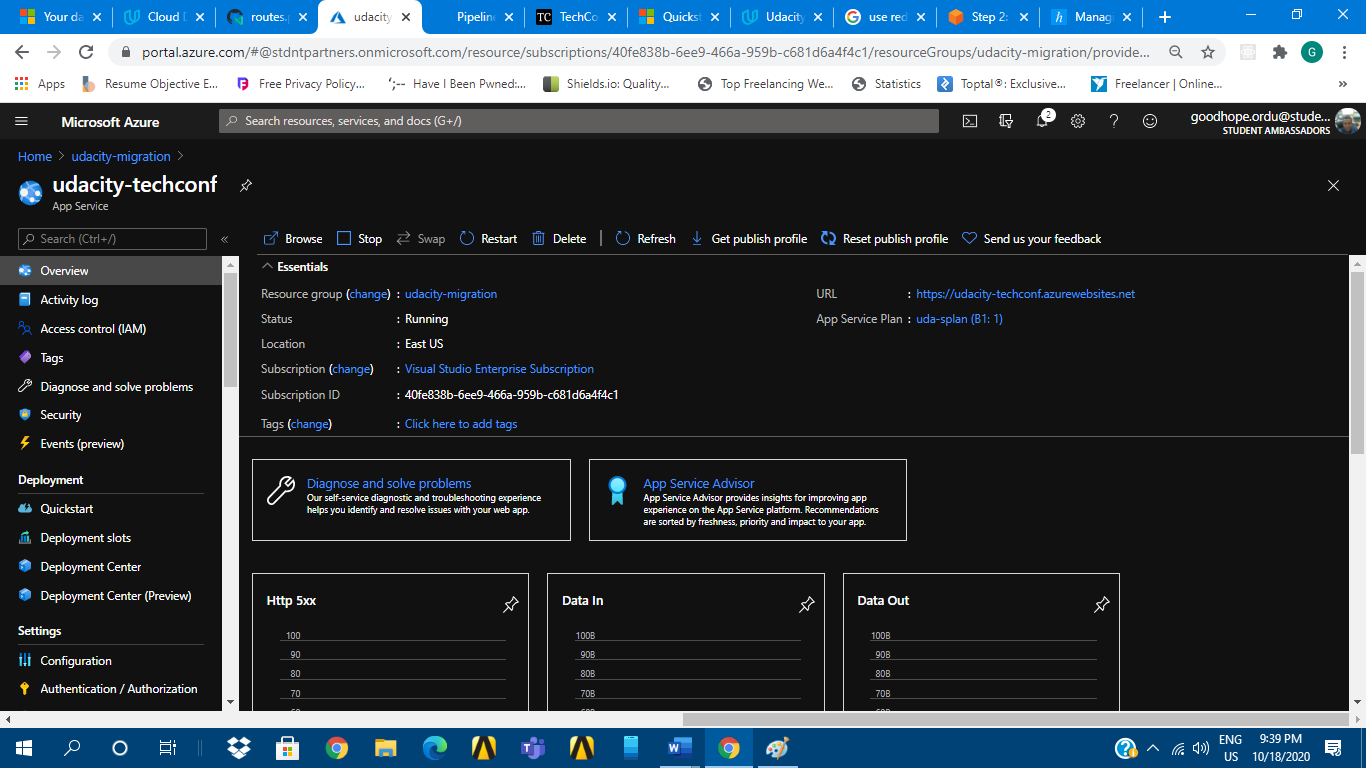 Your da
Cloud D
routes.p
udacity
Pipelin
TechCo
Quickst
Udacity
use red
Step 2:
Manag
portal.azure.com/#@stdntpartners.onmicrosoft.com/resource/subscriptions/40fe838b-6ee9-466a-959b-c681d6a4f4c1/resourceGroups/udacity-migration/provide...
G
Apps
Resume Objective E...
Free Privacy Policy...
Have I Been Pwned:...
Shields.io: Quality...
Top Freelancing We...
Statistics
Toptal®: Exclusive...
Freelancer | Online...
»
Microsoft Azure
Search resources, services, and docs (G+/)
2
goodhope.ordu@stude...
STUDENT AMBASSADORS
Home > udacity-migration >
udacity-techconf
App Service
Search (Ctrl+/)
«
Browse
Stop
Swap
Restart
Delete
Refresh
Get publish profile
Reset publish profile
Send us your feedback
Overview
Activity log
Access control (IAM)
Tags
Diagnose and solve problems
Security
Events (preview)
Deployment
Quickstart
Deployment slots
Deployment Center
Deployment Center (Preview)
Settings
Configuration
Authentication / Authorization
Essentials
Resource group (change) : udacity-migration
Status : Running
Location : East US
Subscription (change) : Visual Studio Enterprise Subscription
Subscription ID : 40fe838b-6ee9-466a-959b-c681d6a4f4c1
Tags (change) : Click here to add tags
URL : https://udacity-techconf.azurewebsites.net
App Service Plan : uda-splan (B1: 1)
Diagnose and solve problems
Our self-service diagnostic and troubleshooting experience
helps you identify and resolve issues with your web app.
App Service Advisor
App Service Advisor provides insights for improving app
experience on the App Service platform. Recommendations
are sorted by freshness, priority and impact to your app.
Http 5xx
100
90
80
70
Data In
100B
90B
80B
70B
Data Out
100B
90B
80B
70B
ENG
US
9:39 PM
10/18/2020